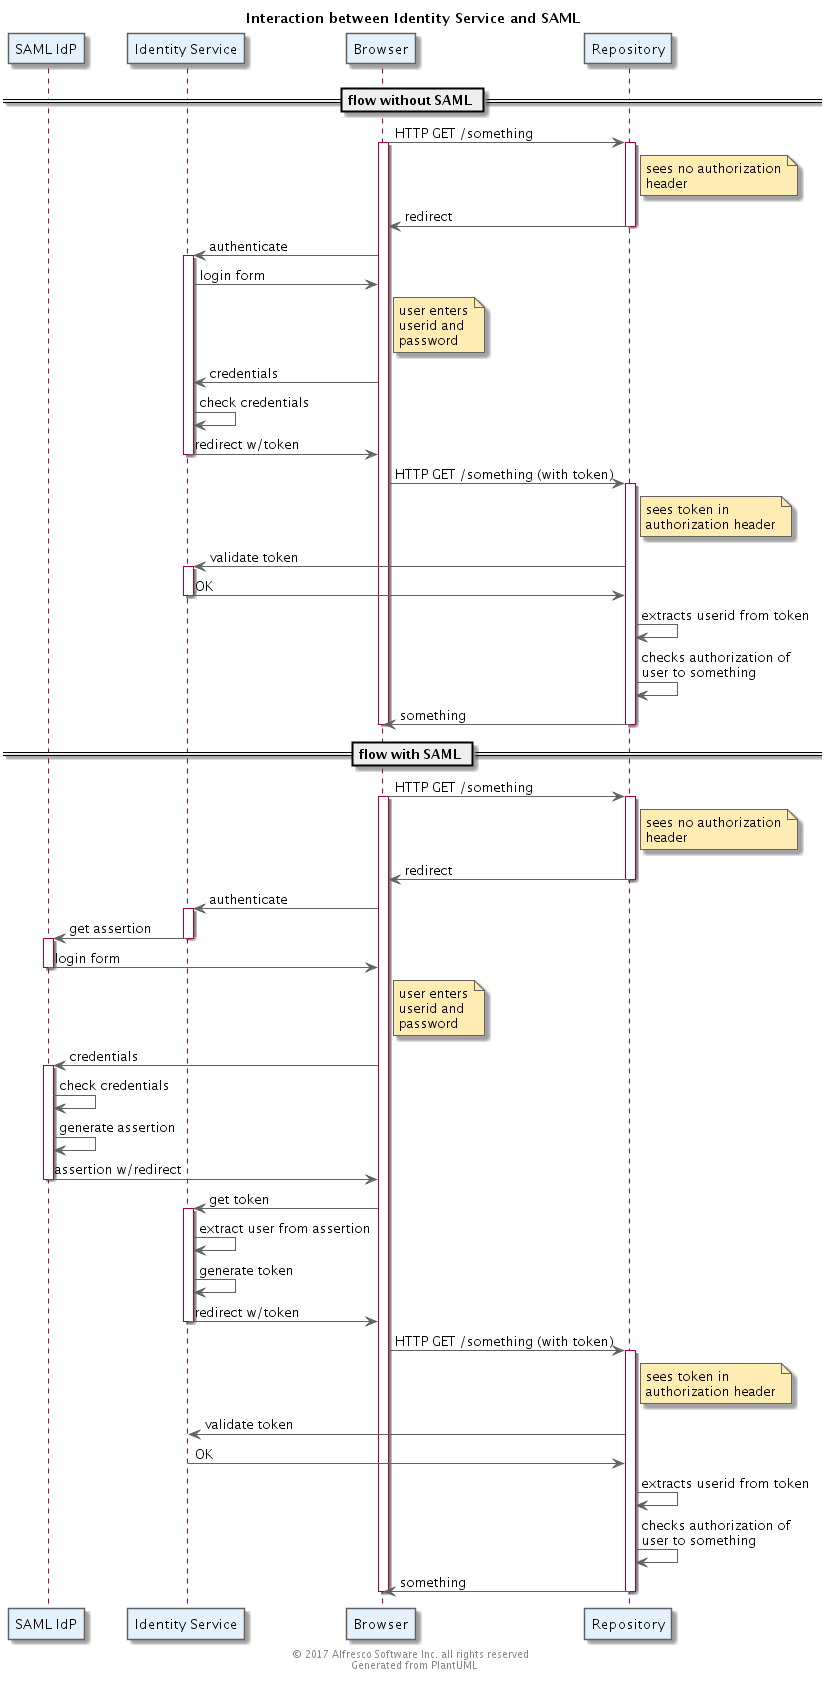 Interaction between Identity Service and SAML
SAML IdP
Identity Service
Browser
Repository
flow without SAML
HTTP GET /something
sees no authorization
header
redirect
authenticate
login form
user enters
userid and
password
credentials
check credentials
redirect w/token
HTTP GET /something (with token)
sees token in
authorization header
validate token
OK
extracts userid from token
checks authorization of
user to something
something
flow with SAML
HTTP GET /something
sees no authorization
header
redirect
authenticate
get assertion
login form
user enters
userid and
password
credentials
check credentials
generate assertion
assertion w/redirect
get token
extract user from assertion
generate token
redirect w/token
HTTP GET /something (with token)
sees token in
authorization header
validate token
OK
extracts userid from token
checks authorization of
user to something
something
SAML IdP
Identity Service
Browser
Repository
© 2017 Alfresco Software Inc. all rights reserved
Generated from PlantUML